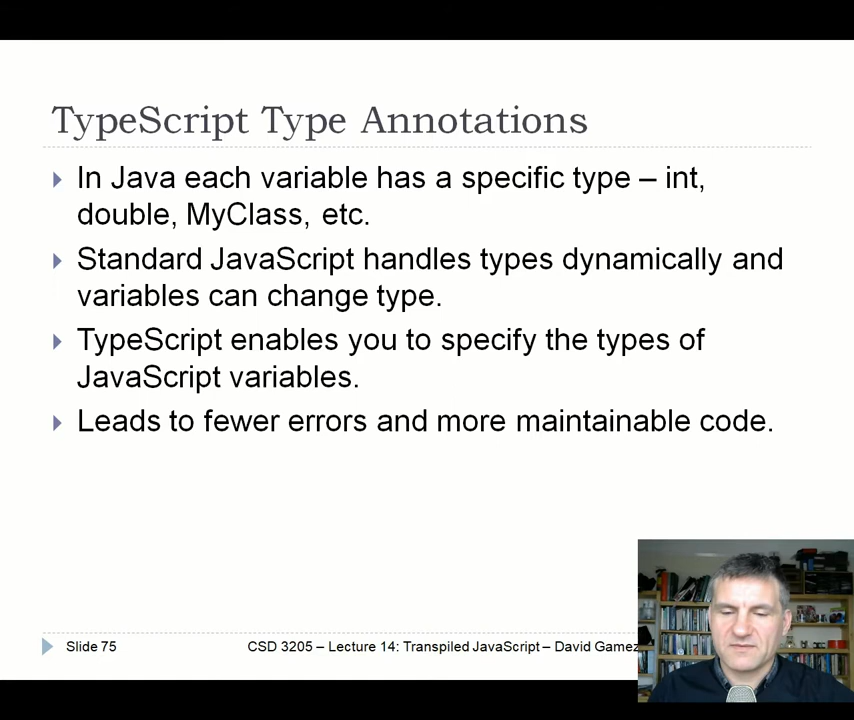 TypeScript Type Annotations
In Java each variable has a specific type – int,
double, MyClass, etc.
Standard JavaScript handles types dynamically and
variables can change type.
TypeScript enables you to specify the types of
JavaScript variables.
Leads to fewer errors and more maintainable code.
Slide 75
CSD 3205 – Lecture 14: Transpiled JavaScript – David Gamez